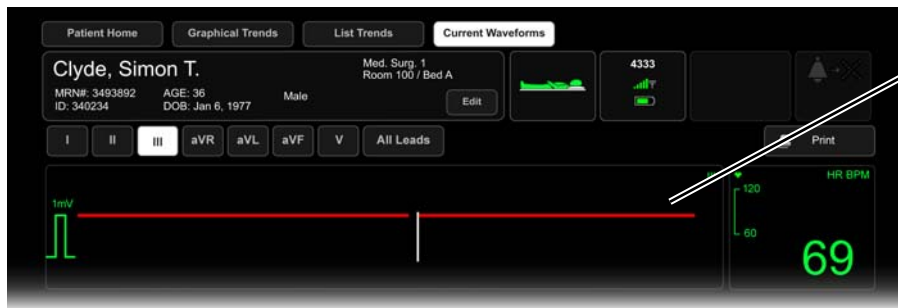 Patient Home
Graphical Trends
List Trends
Current Waveforms
Clyde, Simon T.
Med. Surg. 1
Room 100 / Bed A
MRN#: 3493892
AGE: 36
Male
ID: 340234
DOB: Jan 6, 1977
Edit
4333
I
II
III
aVR
aVL
aVF
V
All Leads
Print
1mV
HR BPM
120
60
69